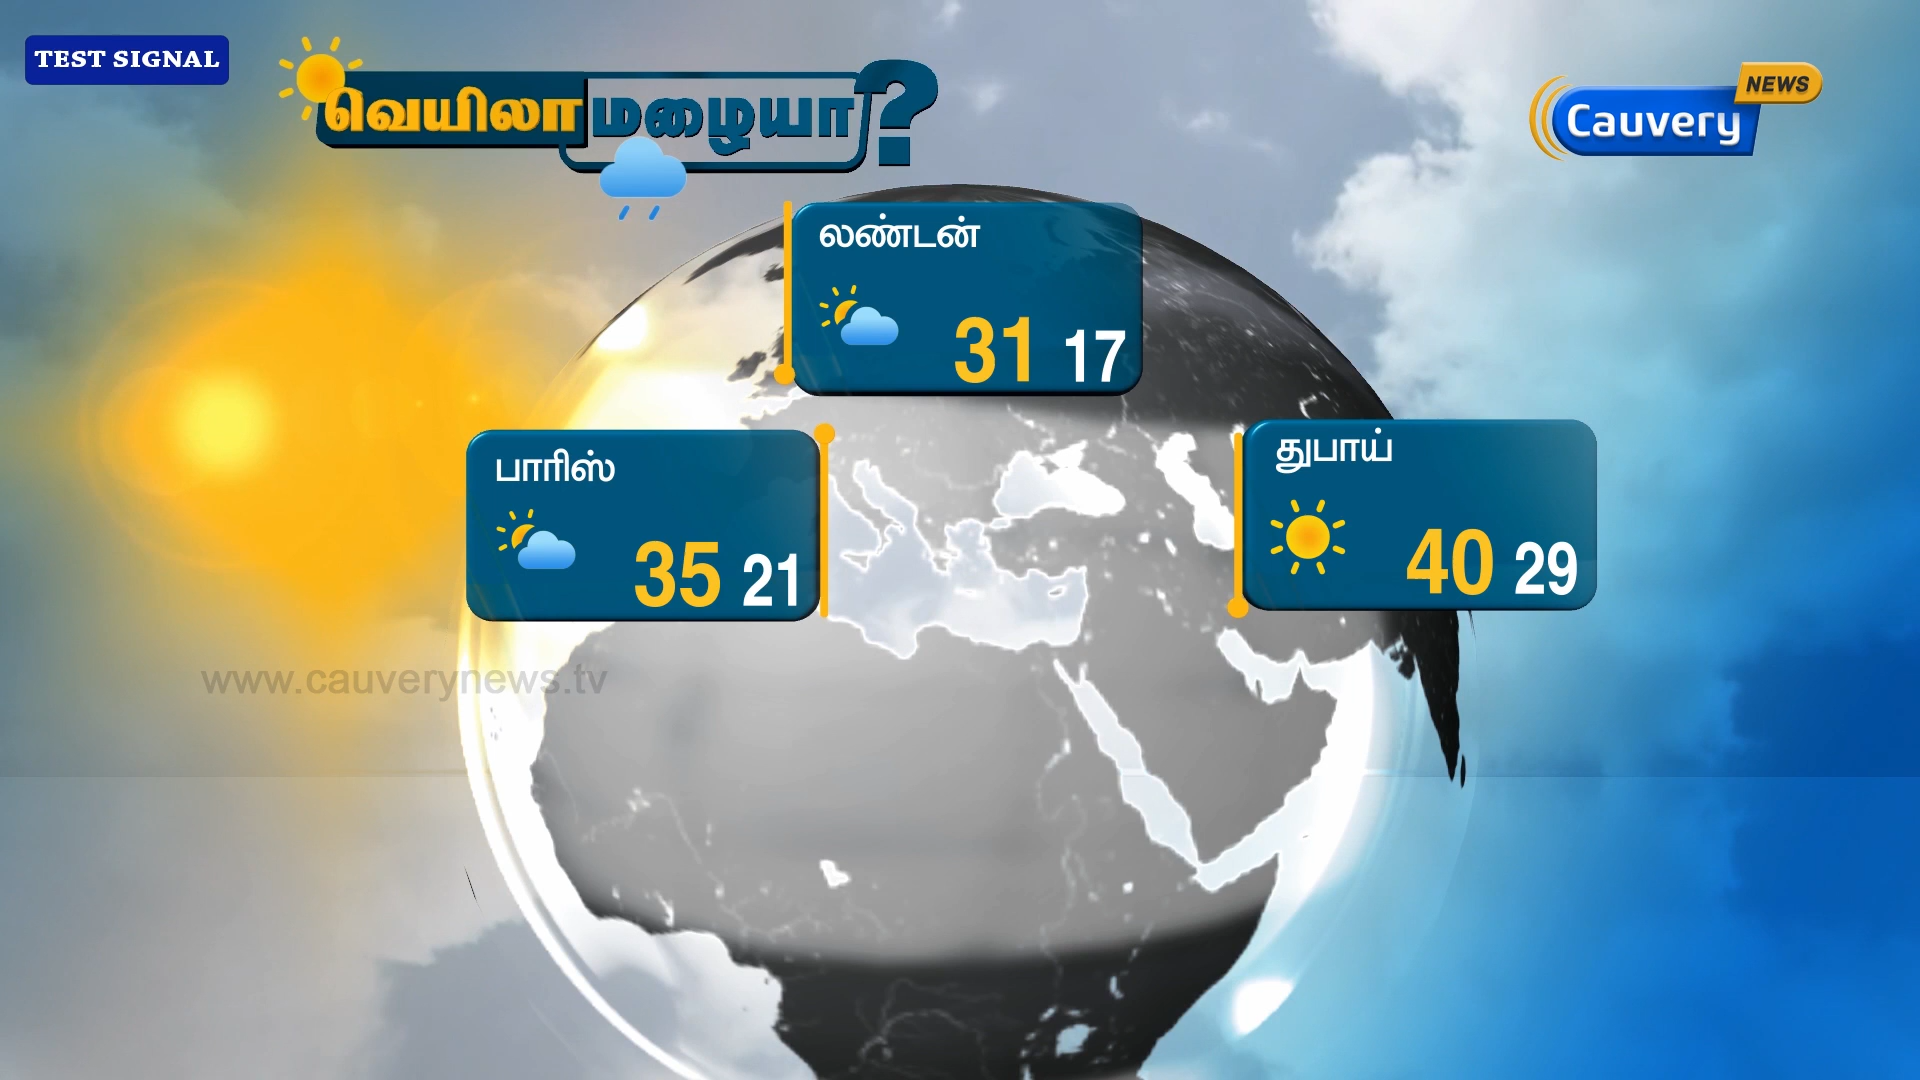 TEST SIGNAL
வெயிலா மழையா?
Cauvery NEWS
லண்டன்
31 17
பாரிஸ்
35 21
துபாய்
40 29
www.cauverynews.tv